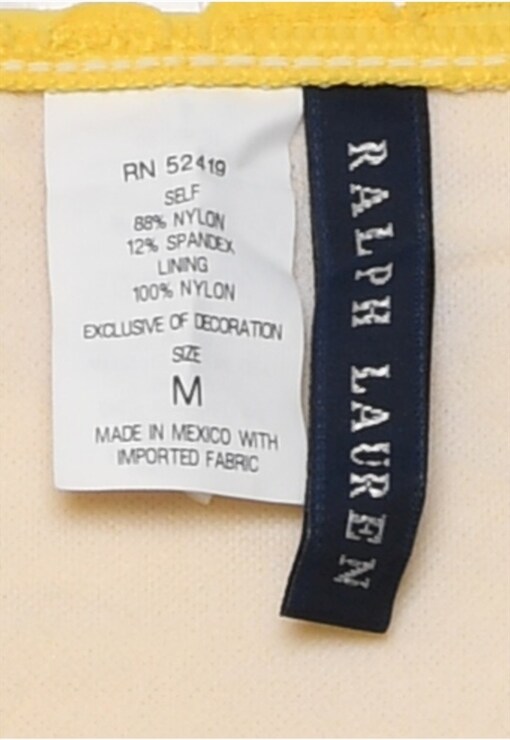 RN 52419
SELF
88% NYLON
12% SPANDEX
LINING
100% NYLON
EXCLUSIVE OF DECORATION
SIZE
M
MADE IN MEXICO WITH
IMPORTED FABRIC
RALPH LAUREN